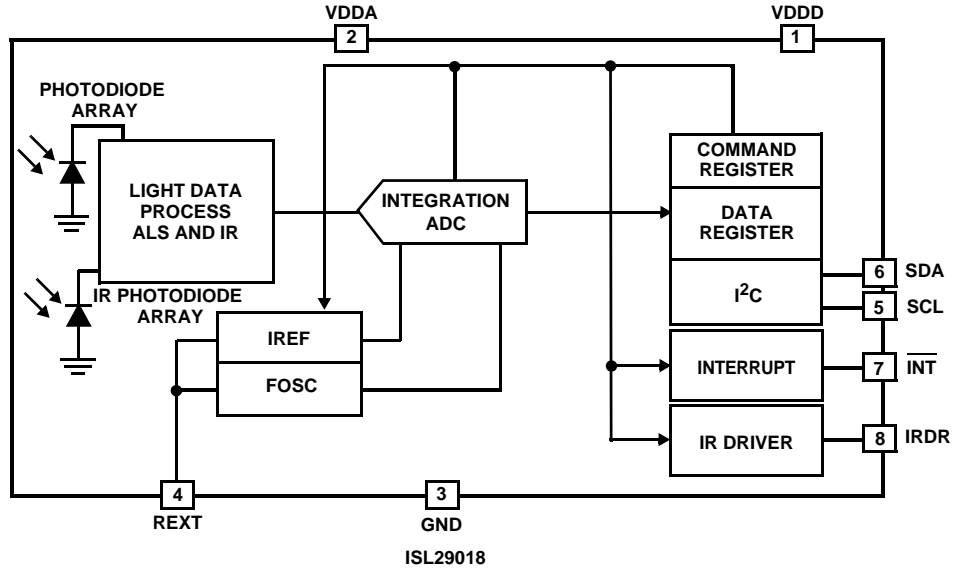 VDDA
2
VDDD
1
PHOTODIODE
ARRAY
LIGHT DATA
PROCESS
ALS AND IR
INTEGRATION
ADC
COMMAND
REGISTER
DATA
REGISTER
I²C
6 SDA
5 SCL
IR PHOTODIODE
ARRAY
IREF
FOSC
INTERRUPT
7 INT
IR DRIVER
8 IRDR
4
REXT
3
GND
ISL29018